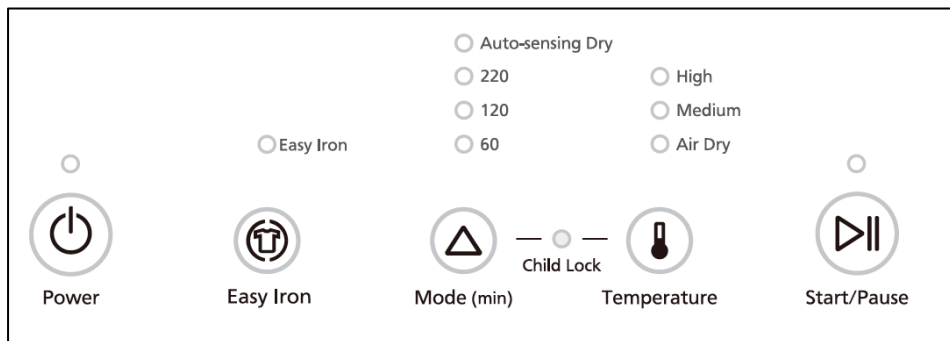 Auto-sensing Dry
220
High
120
Medium
Easy Iron
60
Air Dry
Child Lock
Power
Easy Iron
Mode (min)
Temperature
Start/Pause